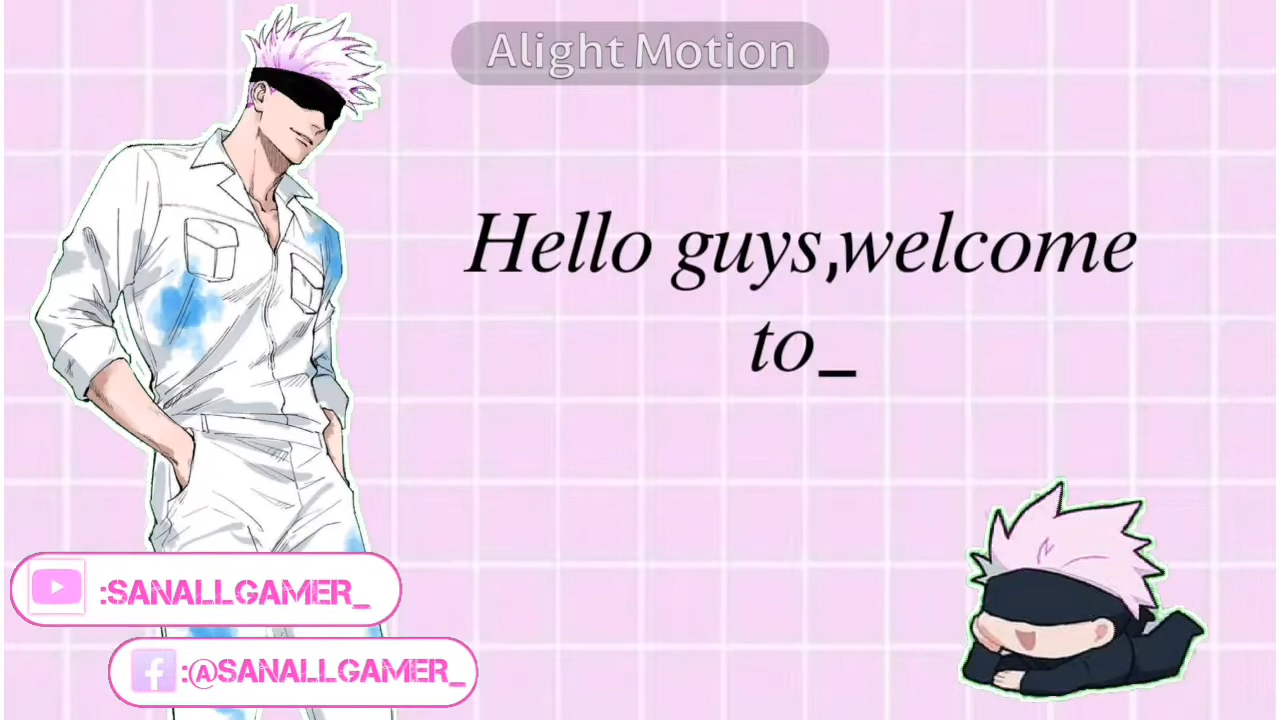 Alight Motion
Hello guys,welcome
to_
:SANALLGAMER_
:@SANALLGAMER_